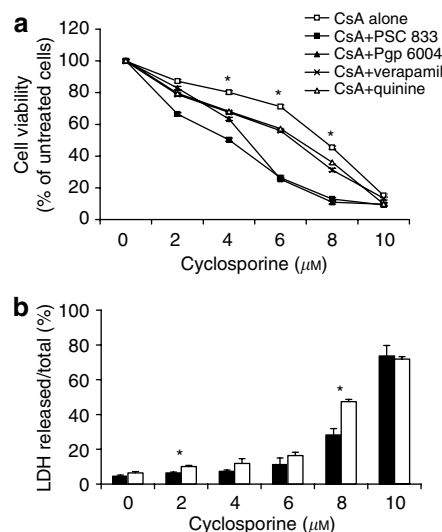 a
CsA alone
CsA+PSC 833
CsA+Pgp 6004
CsA+verapamil
CsA+quinine
Cell viability
(% of untreated cells)
120
100
80
60
40
20
0
* * *
0 2 4 6 8 10
Cyclosporine (μM)
b
LDH released/total (%)
80
60
40
20
0
* *
0 2 4 6 8 10
Cyclosporine (μM)